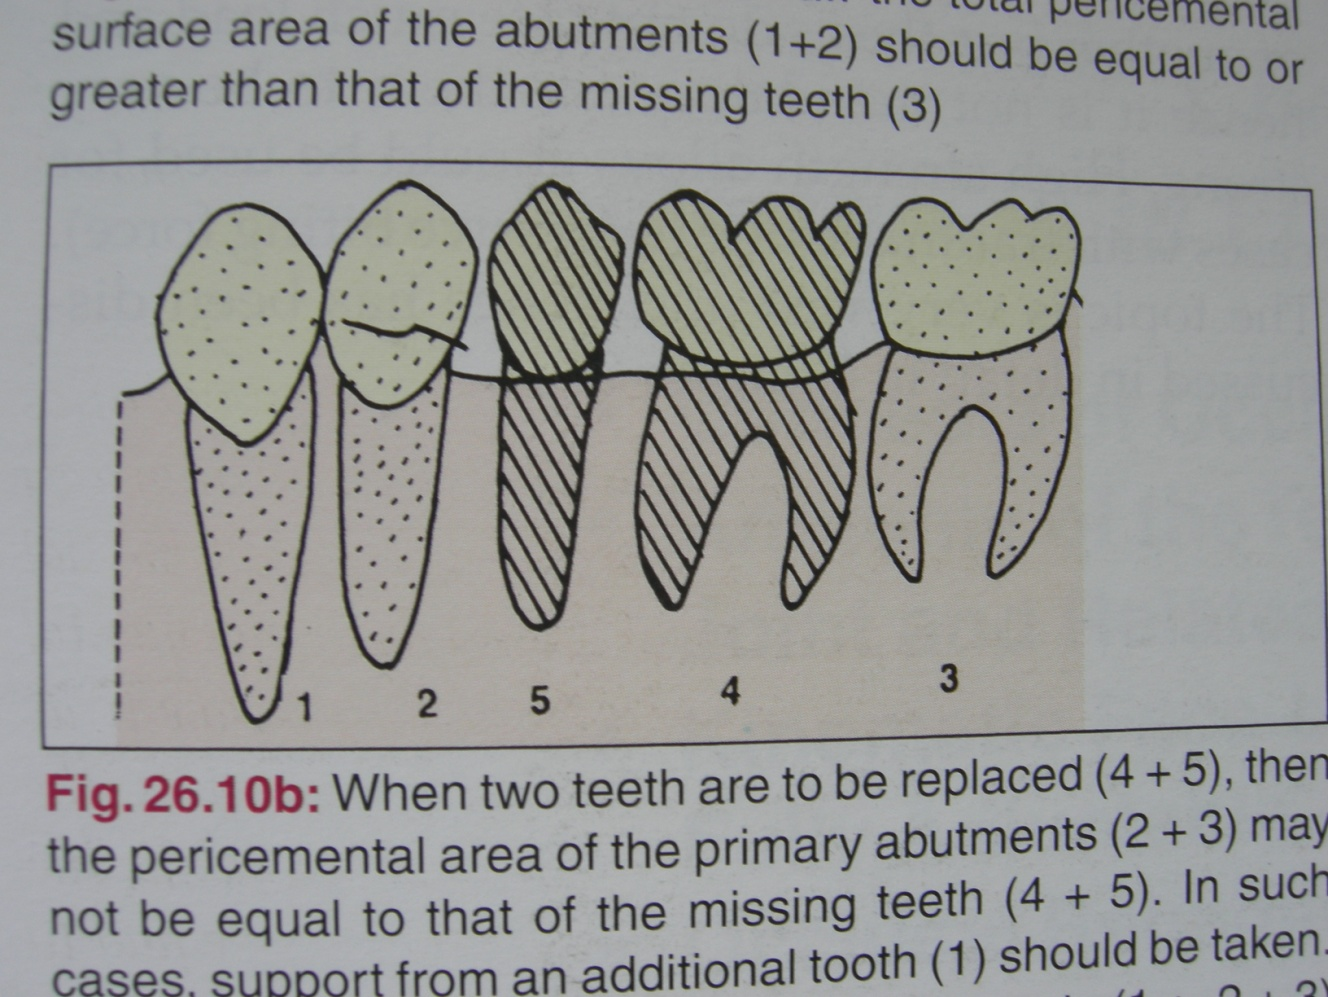 the total pericemental
surface area of the abutments (1+2) should be equal to or
greater than that of the missing teeth (3)
1 2 5 4 3
Fig. 26.10b: When two teeth are to be replaced (4 + 5), then
the pericemental area of the primary abutments (2 + 3) may
not be equal to that of the missing teeth (4 + 5). In such
cases, support from an additional tooth (1) should be taken.